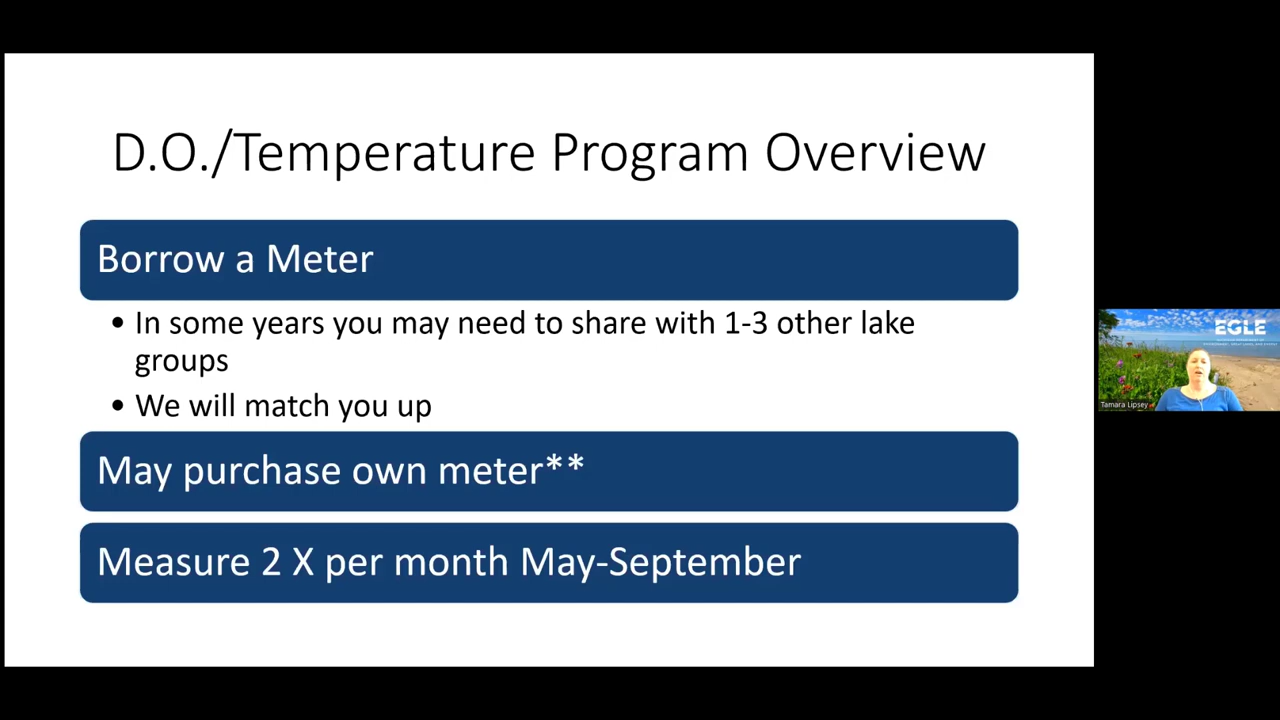 D.O./Temperature Program Overview
Borrow a Meter
• In some years you may need to share with 1-3 other lake
groups
• We will match you up
May purchase own meter**
Measure 2 X per month May-September
EGLE
Tamara Lipsey